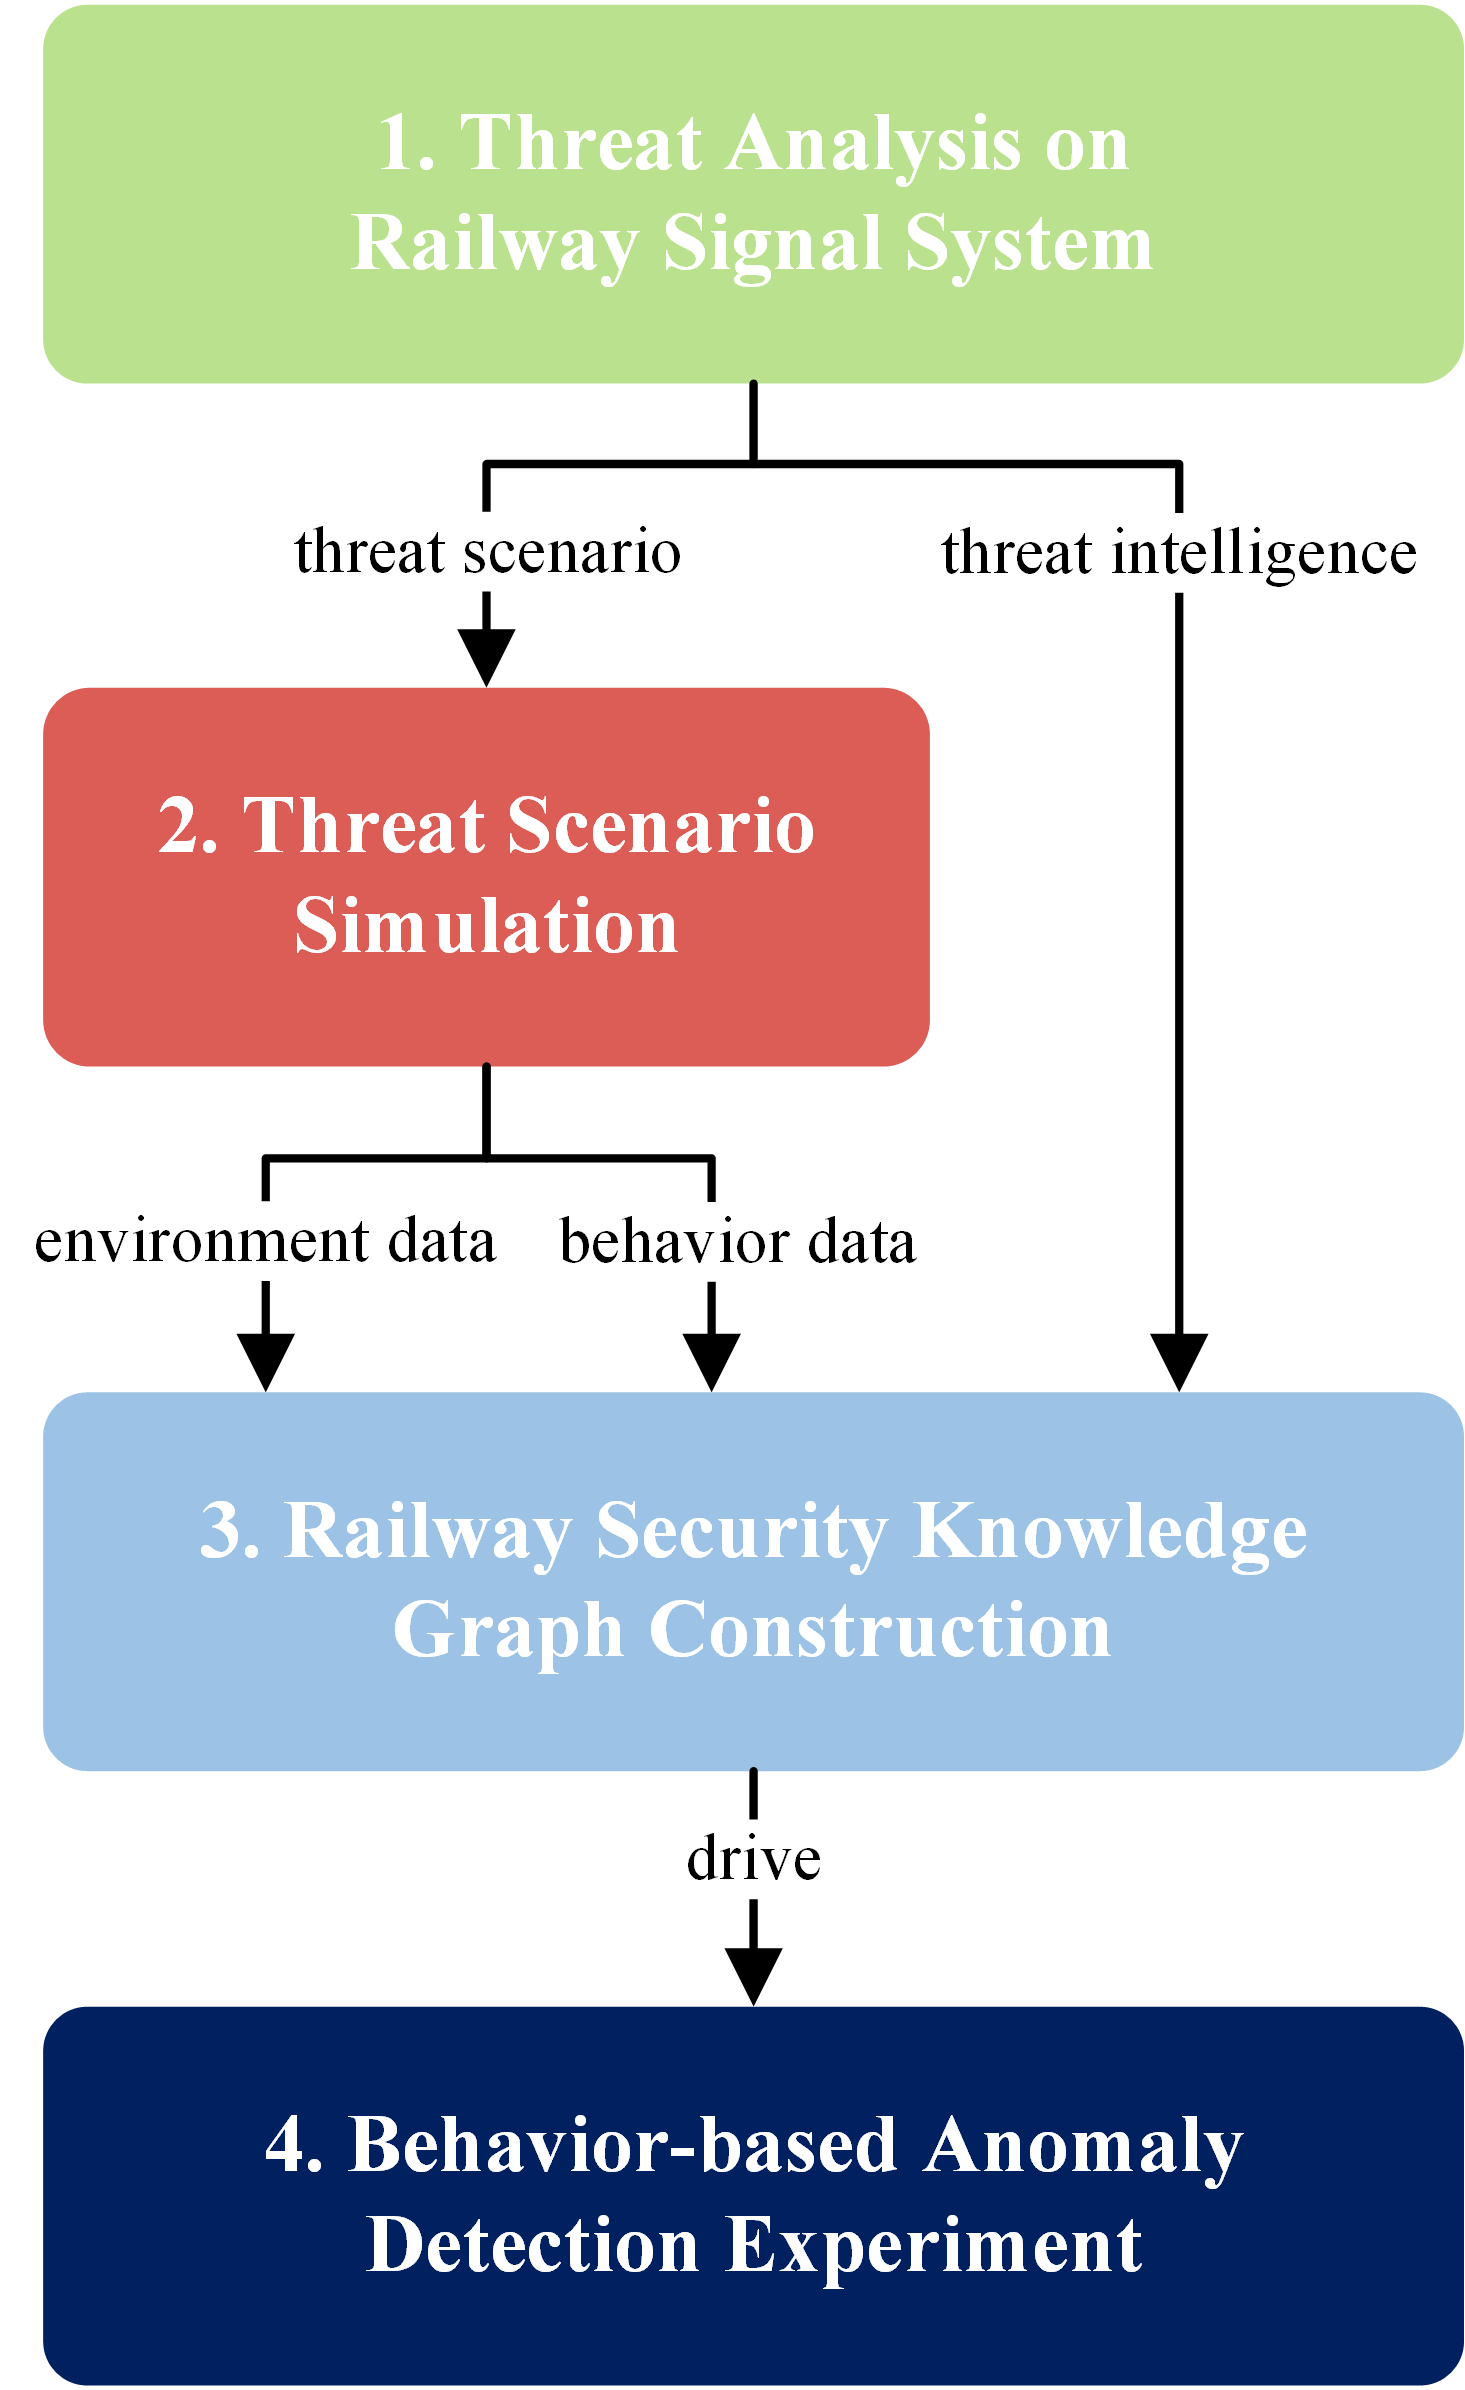 1. Threat Analysis on
Railway Signal System
threat scenario
threat intelligence
2. Threat Scenario
Simulation
environment data
behavior data
3. Railway Security Knowledge
Graph Construction
drive
4. Behavior-based Anomaly
Detection Experiment